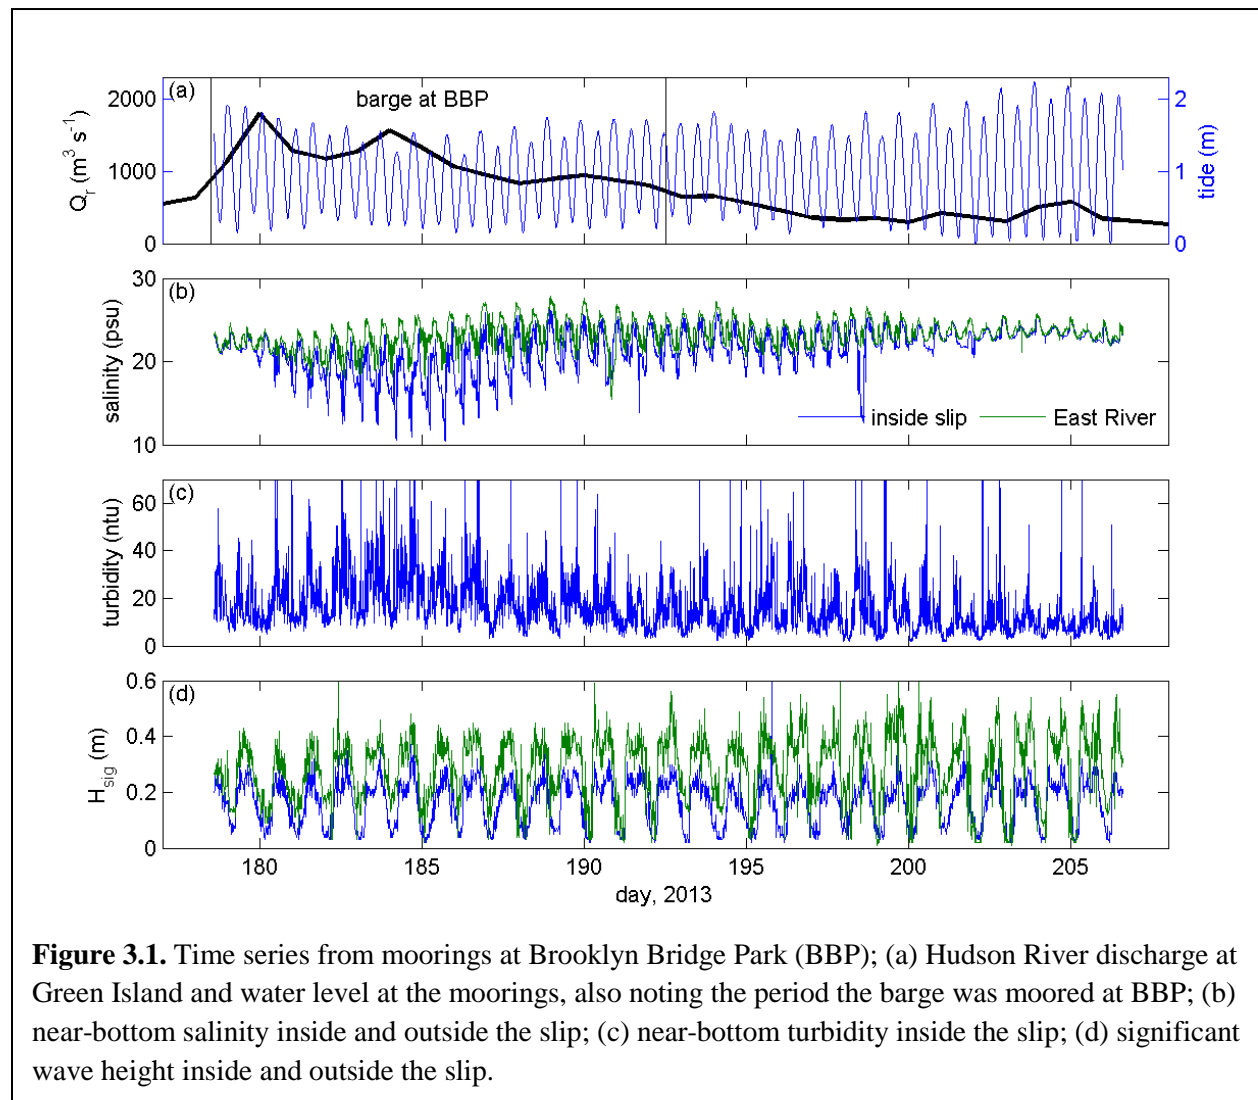 (a)
barge at BBP
2000
1000
0
Q_r (m³ s⁻¹)
2
1
0
tide (m)
(b)
30
20
10
salinity (psu)
inside slip
East River
(c)
60
40
20
0
turbidity (ntu)
(d)
0.6
0.4
0.2
0
H_sig (m)
180 185 190 195 200 205
day, 2013
Figure 3.1. Time series from moorings at Brooklyn Bridge Park (BBP); (a) Hudson River discharge at
Green Island and water level at the moorings, also noting the period the barge was moored at BBP; (b)
near-bottom salinity inside and outside the slip; (c) near-bottom turbidity inside the slip; (d) significant
wave height inside and outside the slip.